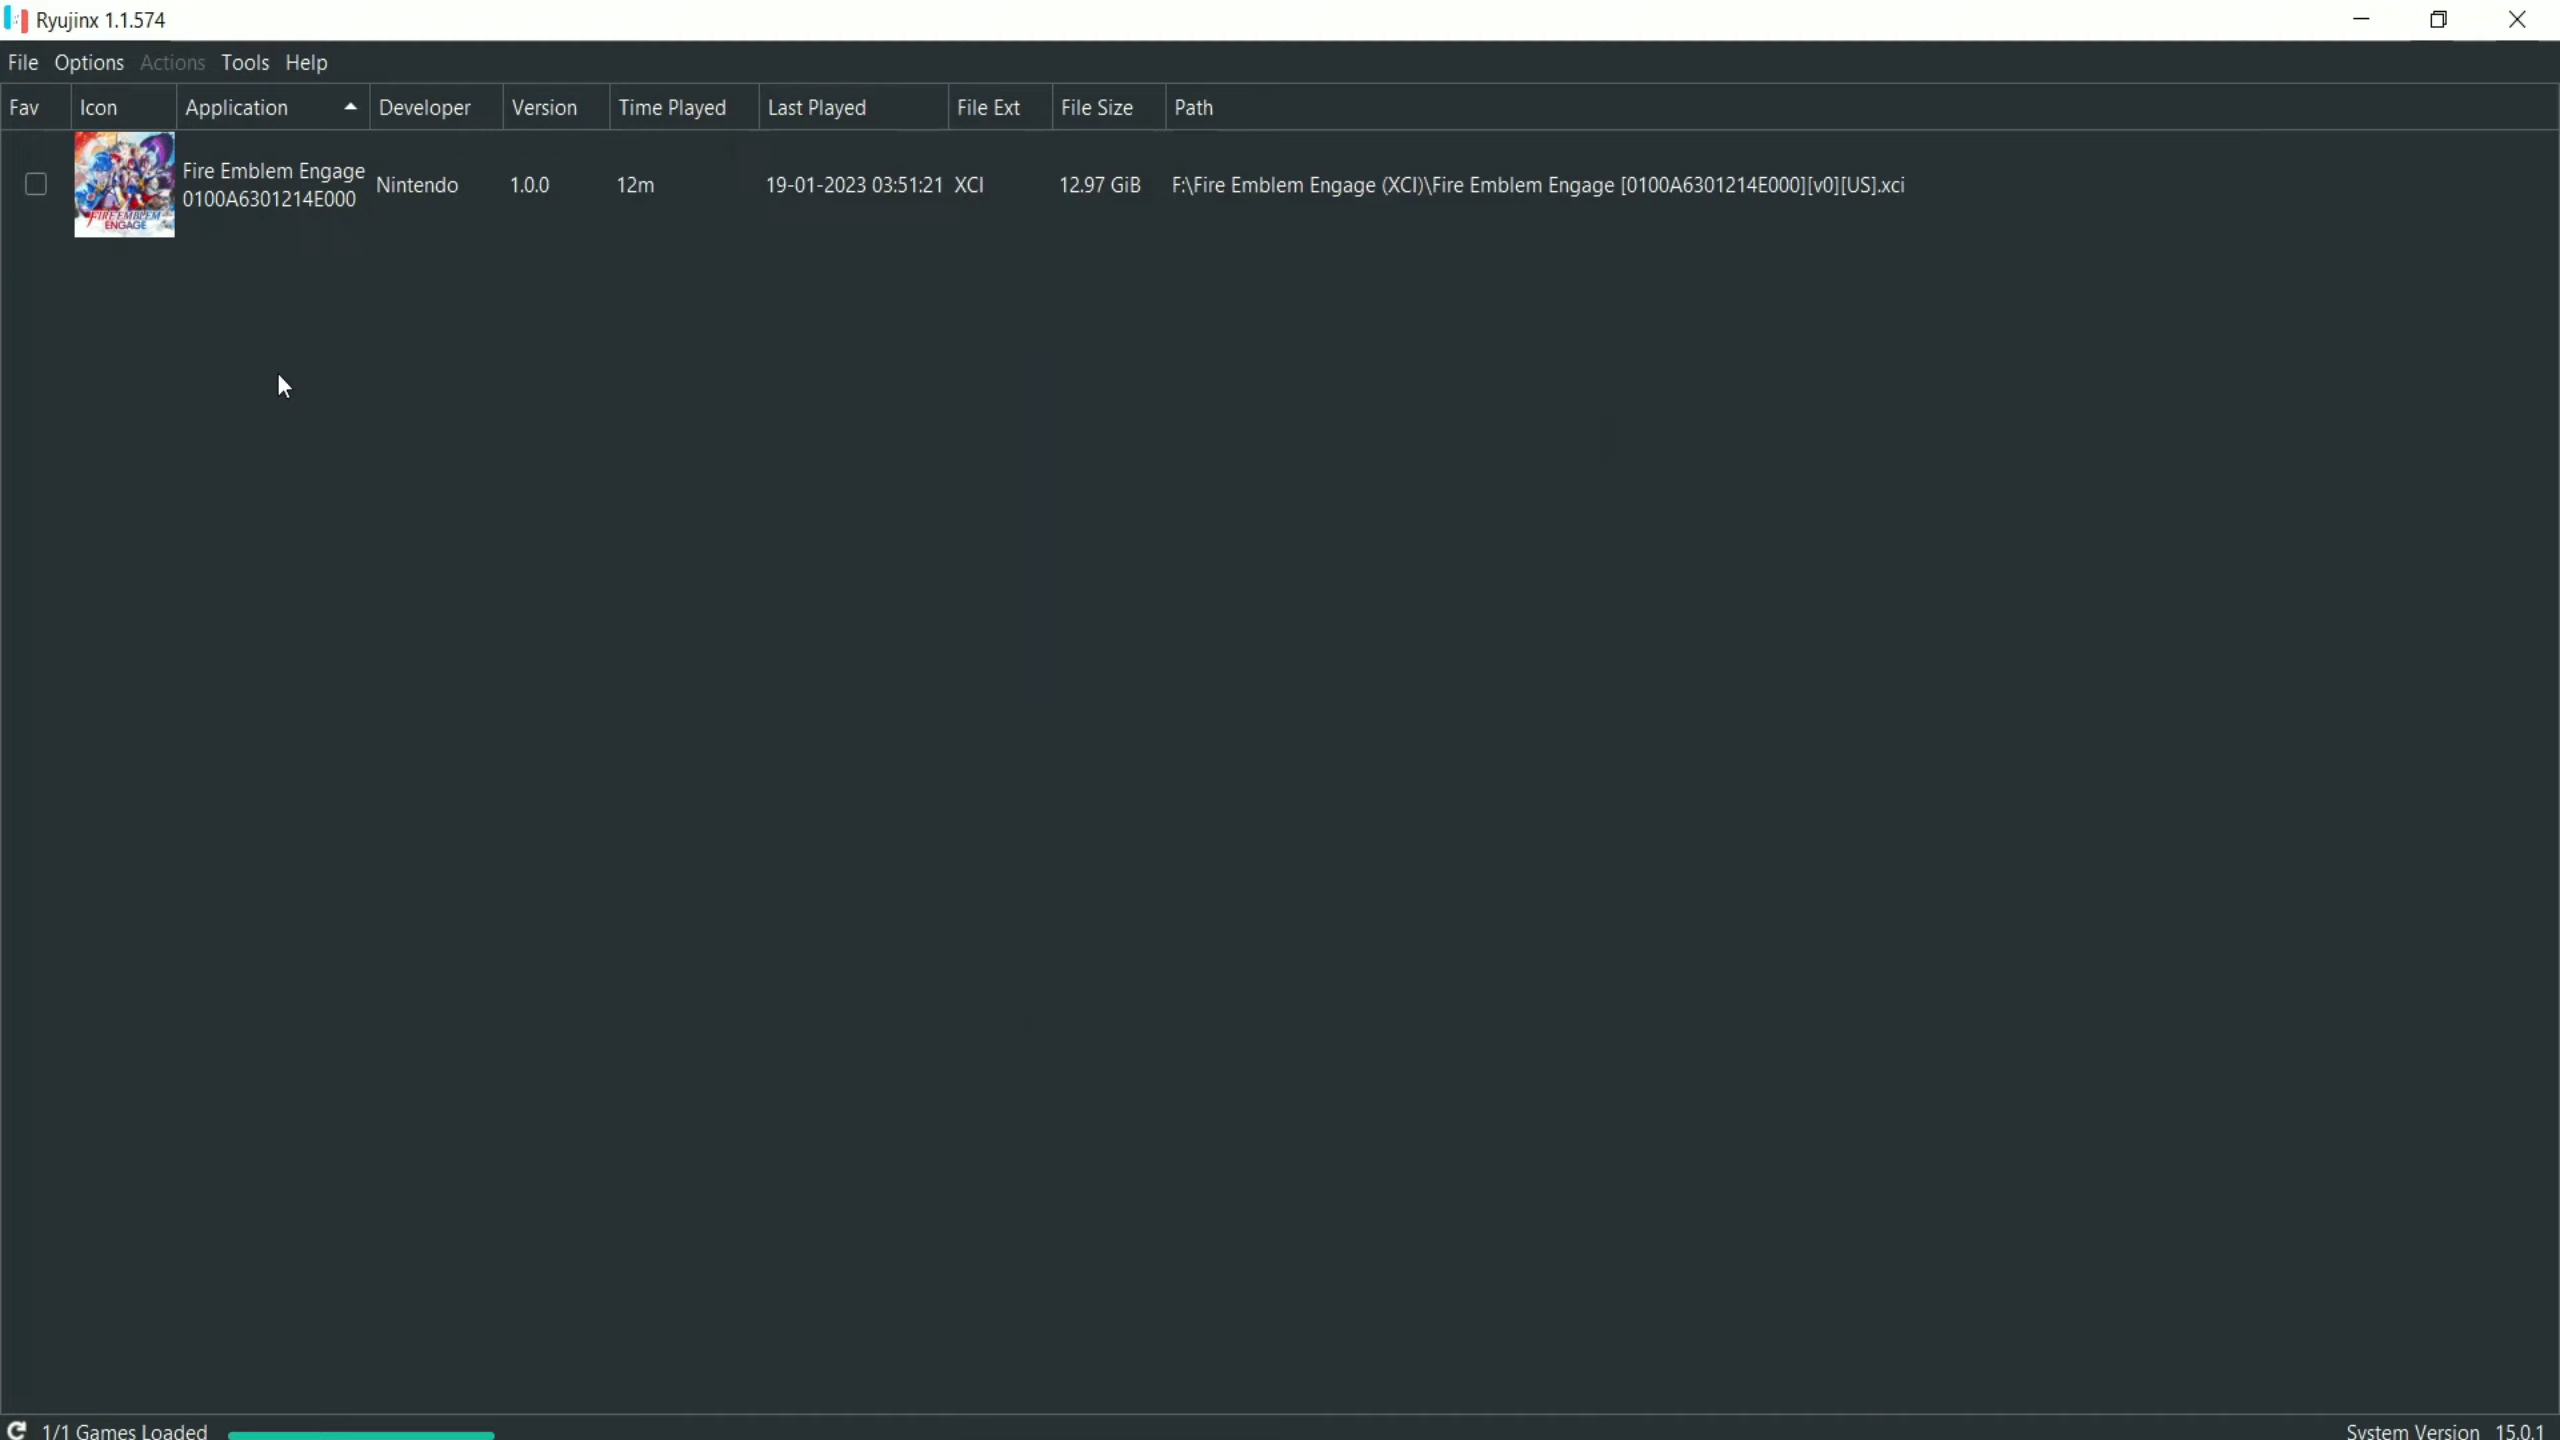 Ryujinx 1.1.574
File Options Actions Tools Help
Fav Icon Application Developer Version Time Played Last Played File Ext File Size Path
FIRE EMBLEM
ENGAGE
Fire Emblem Engage
0100A6301214E000
Nintendo 1.0.0 12m 19-01-2023 03:51:21 XCI 12.97 GiB F:\Fire Emblem Engage (XCI)\Fire Emblem Engage [0100A6301214E000][v0][US].xci
1/1 Games Loaded System Version 15.0.1